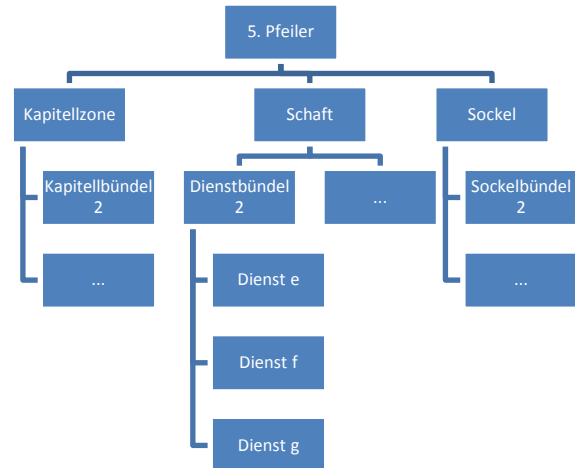 5. Pfeiler
Kapitellzone
Schaft
Sockel
Kapitellbündel
2
Dienstbündel
2
...
Sockelbündel
2
...
Dienst e
...
Dienst f
Dienst g